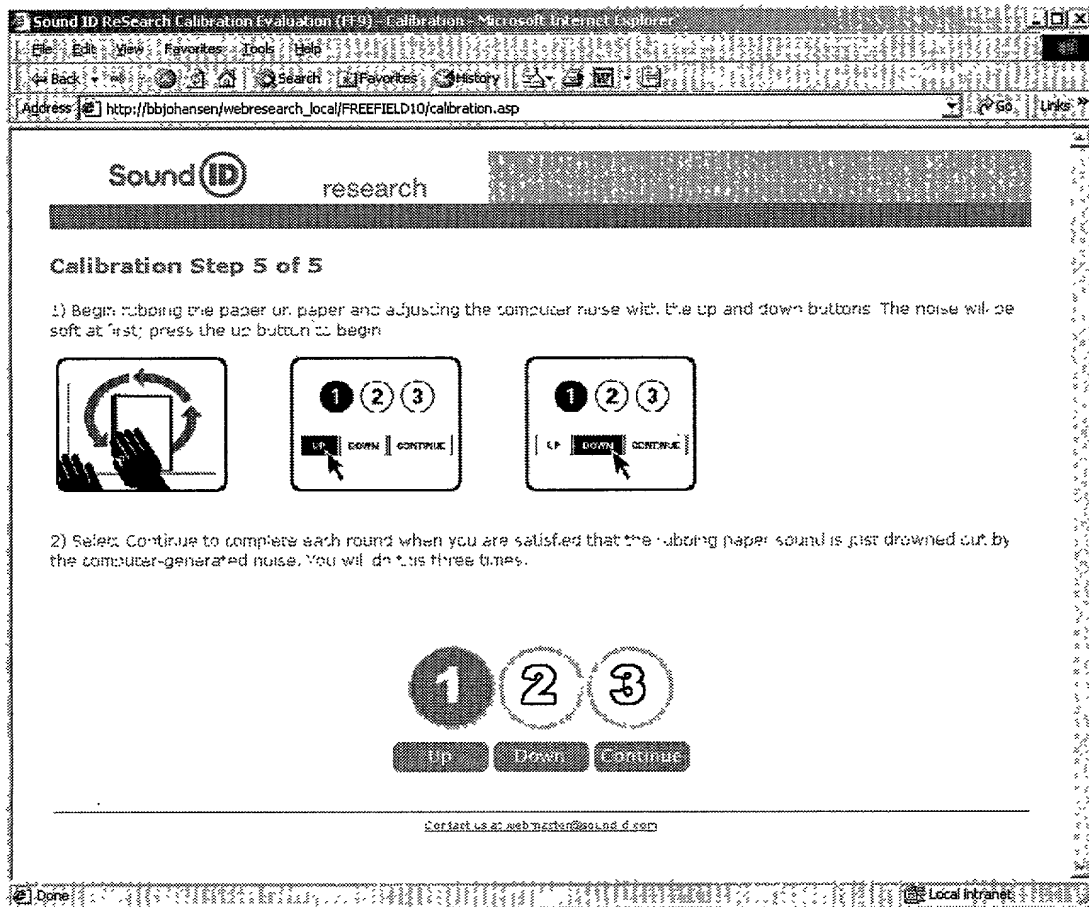 Sound ID ReSearch Calibration Evaluation (FF9) - Calibration - Microsoft Internet Explorer
File Edit View Favorites Tools Help
Back Search Favorites History
Address http://bbjohensen/webresearch_local/FREEFIELD10/calibration.asp Go Links
Sound ID research
Calibration Step 5 of 5
1) Begin rubbing the paper on paper and adjusting the computer noise with the up and down buttons. The noise will be
soft at first; press the up button to begin
1 2 3 1 2 3
UP DOWN CONTINUE UP DOWN CONTINUE
2) Select Continue to complete each round when you are satisfied that the rubbing paper sound is just drowned out by
the computer-generated noise. You will do this three times.
1 2 3
Up Down Continue
Contact us at webmaster@soundid.com
Done Local intranet